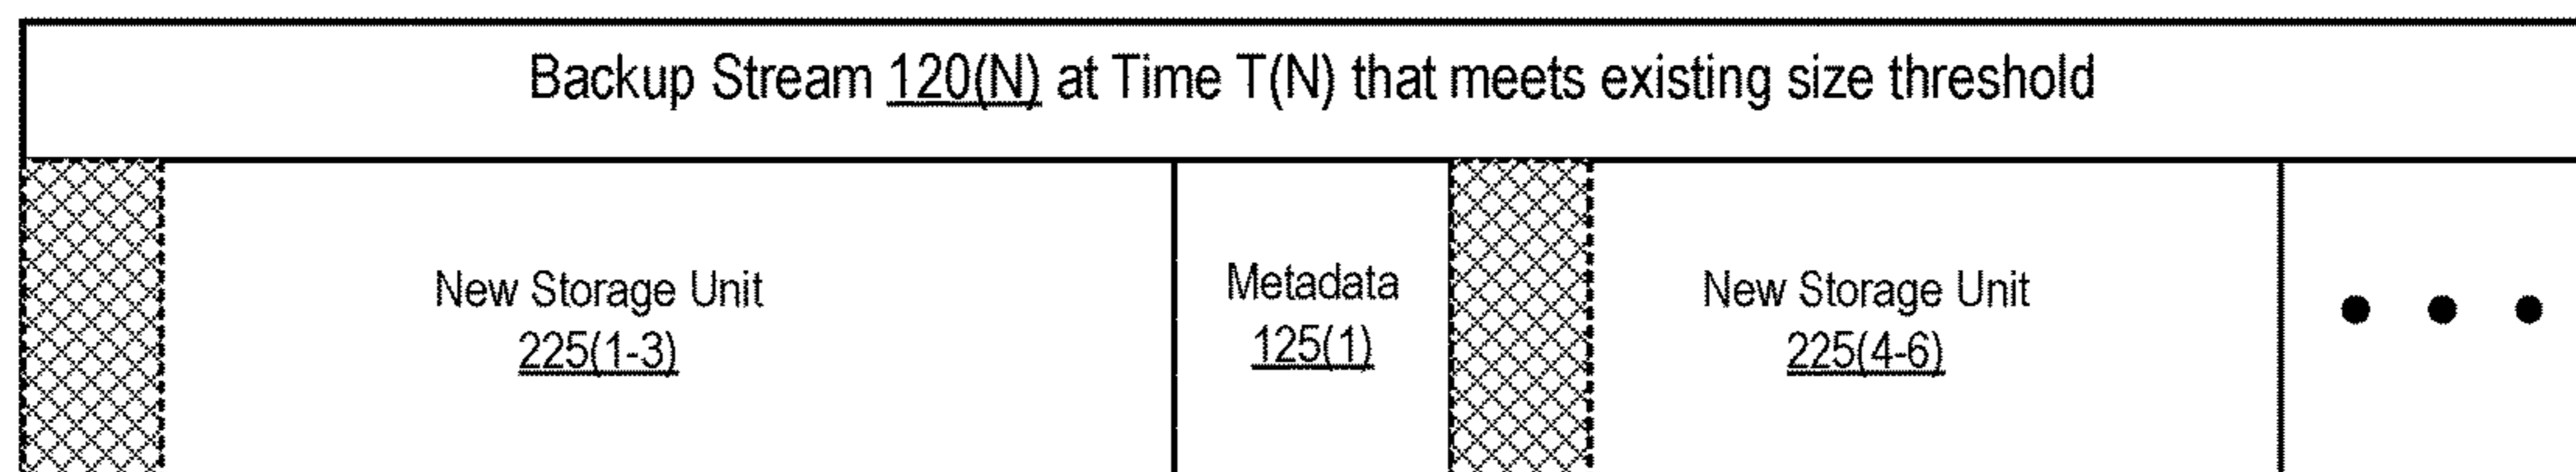 Backup Stream 120(N) at Time T(N) that meets existing size threshold
New Storage Unit
225(1-3)
Metadata
125(1)
New Storage Unit
225(4-6)